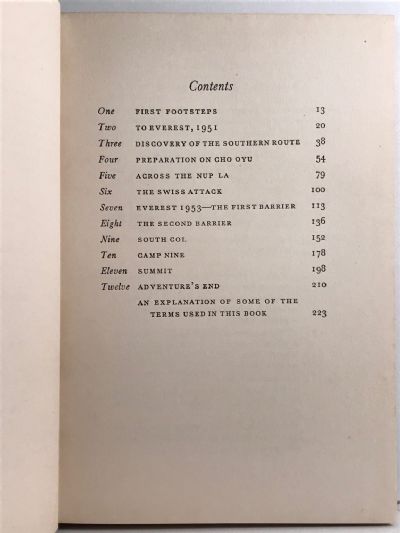 Contents
One FIRST FOOTSTEPS 13
Two TO EVEREST, 1951 20
Three DISCOVERY OF THE SOUTHERN ROUTE 38
Four PREPARATION ON CHO OYU 54
Five ACROSS THE NUP LA 79
Six THE SWISS ATTACK 100
Seven EVEREST 1953—THE FIRST BARRIER 113
Eight THE SECOND BARRIER 136
Nine SOUTH COL 152
Ten CAMP NINE 178
Eleven SUMMIT 198
Twelve ADVENTURE'S END 210
AN EXPLANATION OF SOME OF THE
TERMS USED IN THIS BOOK 223